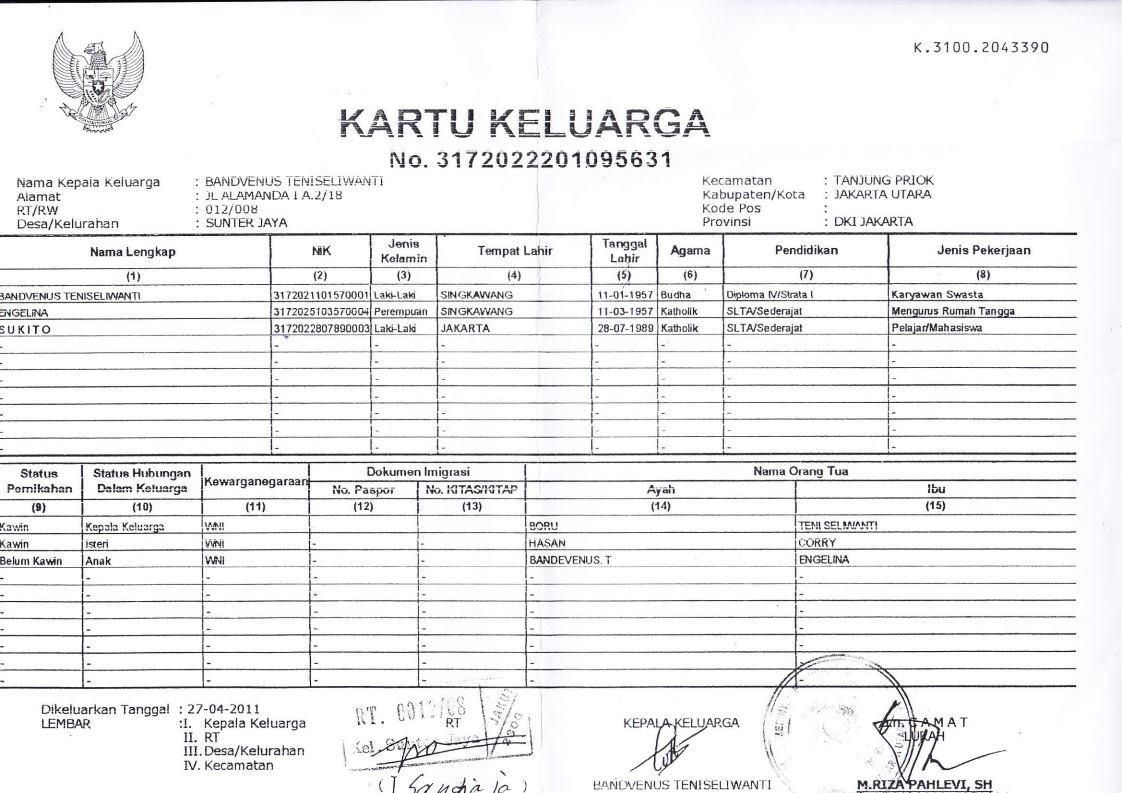 K.3100.2043390
KARTU KELUARGA
No. 3172022201095631
Nama Kepala Keluarga : BANDVENUS TENISELIWANTI
Alamat : JL ALAMANDA I A.2/18
RT/RW : 012/008
Desa/Kelurahan : SUNTER JAYA
Kecamatan : TANJUNG PRIOK
Kabupaten/Kota : JAKARTA UTARA
Kode Pos :
Provinsi : DKI JAKARTA
Nama Lengkap NIK Jenis Kelamin Tempat Lahir Tanggal Lahir Agama Pendidikan Jenis Pekerjaan
(1) (2) (3) (4) (5) (6) (7) (8)
BANDVENUS TENISELIWANTI 3172021101570001 Laki-Laki SINGKAWANG 11-01-1957 Budha Diploma IV/Strata I Karyawan Swasta
ENGELINA 3172025103570004 Perempuan SINGKAWANG 11-03-1957 Katholik SLTA/Sederajat Mengurus Rumah Tangga
S U K I T O 3172022807890003 Laki-Laki JAKARTA 28-07-1989 Katholik SLTA/Sederajat Pelajar/Mahasiswa
- - - - - - - -
- - - - - - - -
- - - - - - - -
- - - - - - - -
- - - - - - - -
- - - - - - - -
- - - - - - - -
Status Pernikahan Status Hubungan Dalam Keluarga Kewarganegaraan Dokumen Imigrasi Nama Orang Tua
No. Paspor No. KITAS/KITAP Ayah Ibu
(9) (10) (11) (12) (13) (14) (15)
Kawin Kepala Keluarga WNI - - BORU TENI SELIWANTI
Kawin Isteri WNI - - HASAN CORRY
Belum Kawin Anak WNI - - BANDEVENUS. T ENGELINA
- - - - - - -
- - - - - - -
- - - - - - -
- - - - - - -
- - - - - - -
- - - - - - -
- - - - - - -
Dikeluarkan Tanggal : 27-04-2011
LEMBAR :I. Kepala Keluarga
II. RT
III. Desa/Kelurahan
IV. Kecamatan
RT
Kel. Sunter Jaya
KEPALA KELUARGA
BANDVENUS TENISELIWANTI
C A M A T
LURAH
M.RIZA PAHLEVI, SH